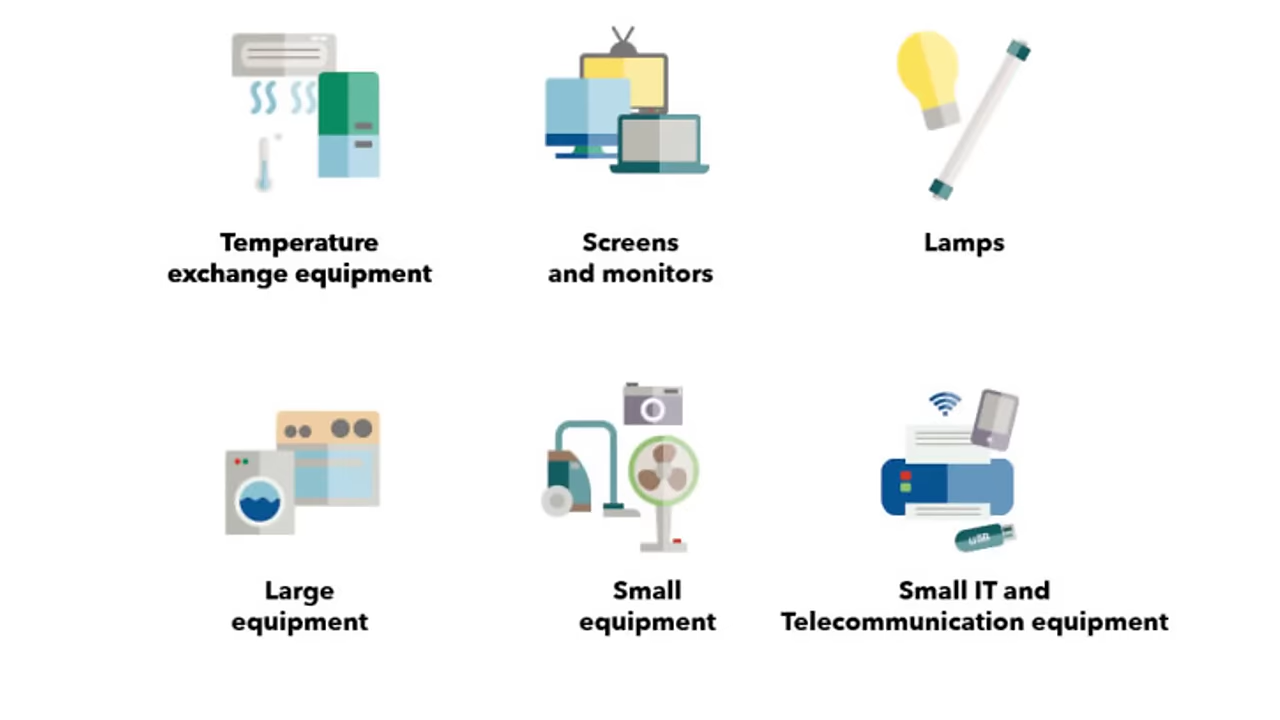 Temperature
exchange equipment
Screens
and monitors
Lamps
Large
equipment
Small
equipment
USB
Small IT and
Telecommunication equipment